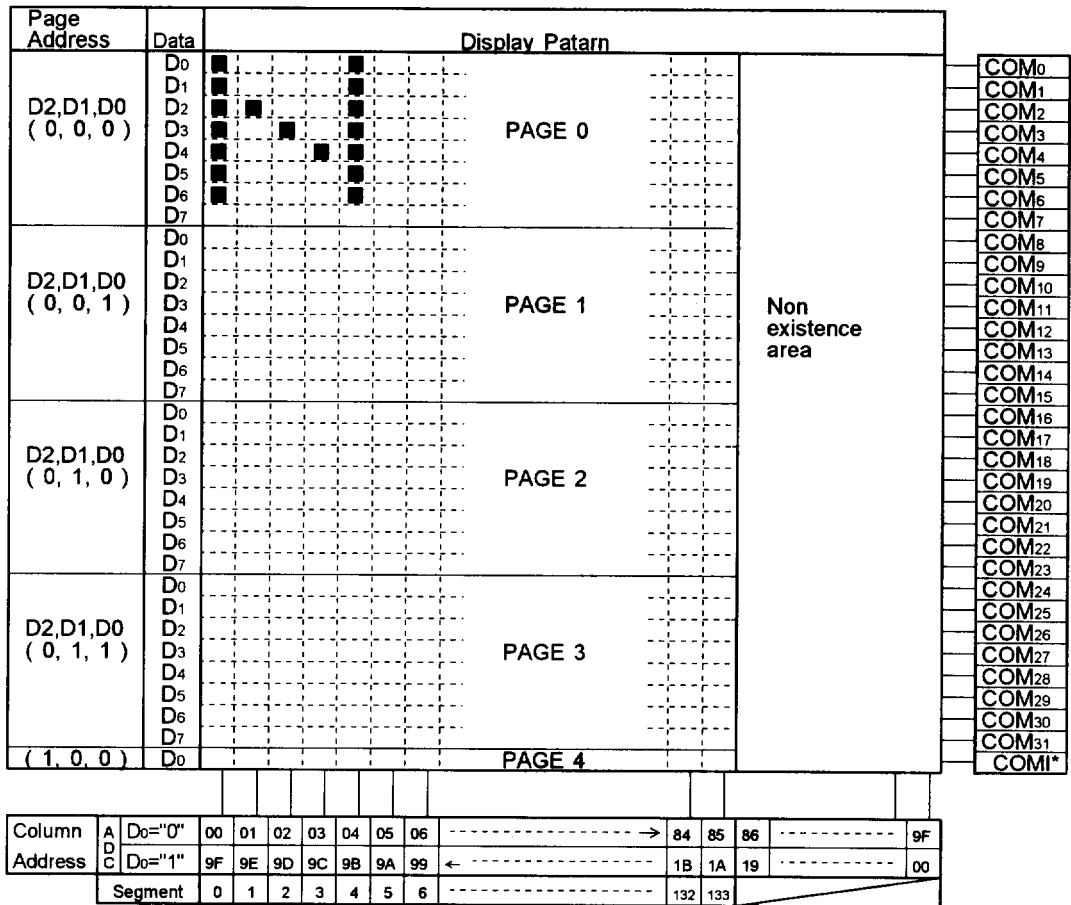 Page Address Data Display Patarn
D0 COM0
D1 COM1
D2,D1,D0 D2 COM2
( 0, 0, 0 ) D3 PAGE 0 COM3
D4 COM4
D5 COM5
D6 COM6
D7 COM7
D0 COM8
D1 COM9
D2,D1,D0 D2 COM10
( 0, 0, 1 ) D3 PAGE 1 Non existence area COM11
D4 COM12
D5 COM13
D6 COM14
D7 COM15
D0 COM16
D1 COM17
D2,D1,D0 D2 COM18
( 0, 1, 0 ) D3 PAGE 2 COM19
D4 COM20
D5 COM21
D6 COM22
D7 COM23
D0 COM24
D1 COM25
D2,D1,D0 D2 COM26
( 0, 1, 1 ) D3 PAGE 3 COM27
D4 COM28
D5 COM29
D6 COM30
D7 COM31
( 1, 0, 0 ) D0 PAGE 4 COMI*
Column Address ADC D0="0" 00 01 02 03 04 05 06 84 85 86 9F
D0="1" 9F 9E 9D 9C 9B 9A 99 1B 1A 19 00
Segment 0 1 2 3 4 5 6 132 133